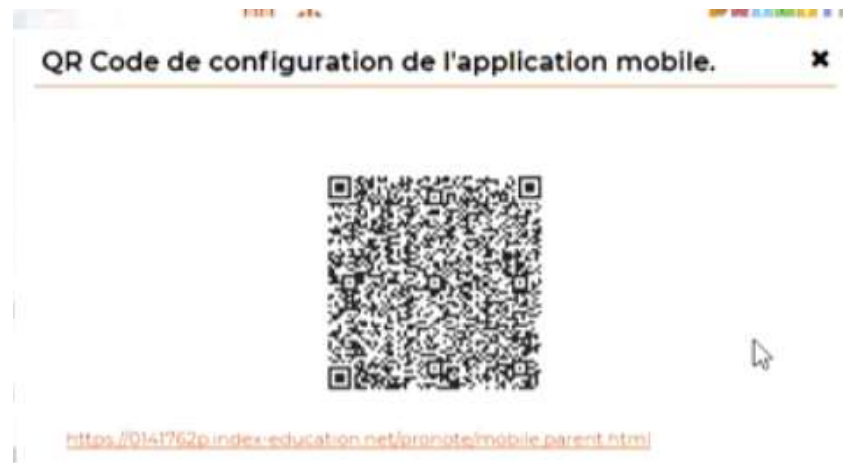 QR Code de configuration de l'application mobile.
https://0141762p.index-education.net/pronote/mobile.parent.html